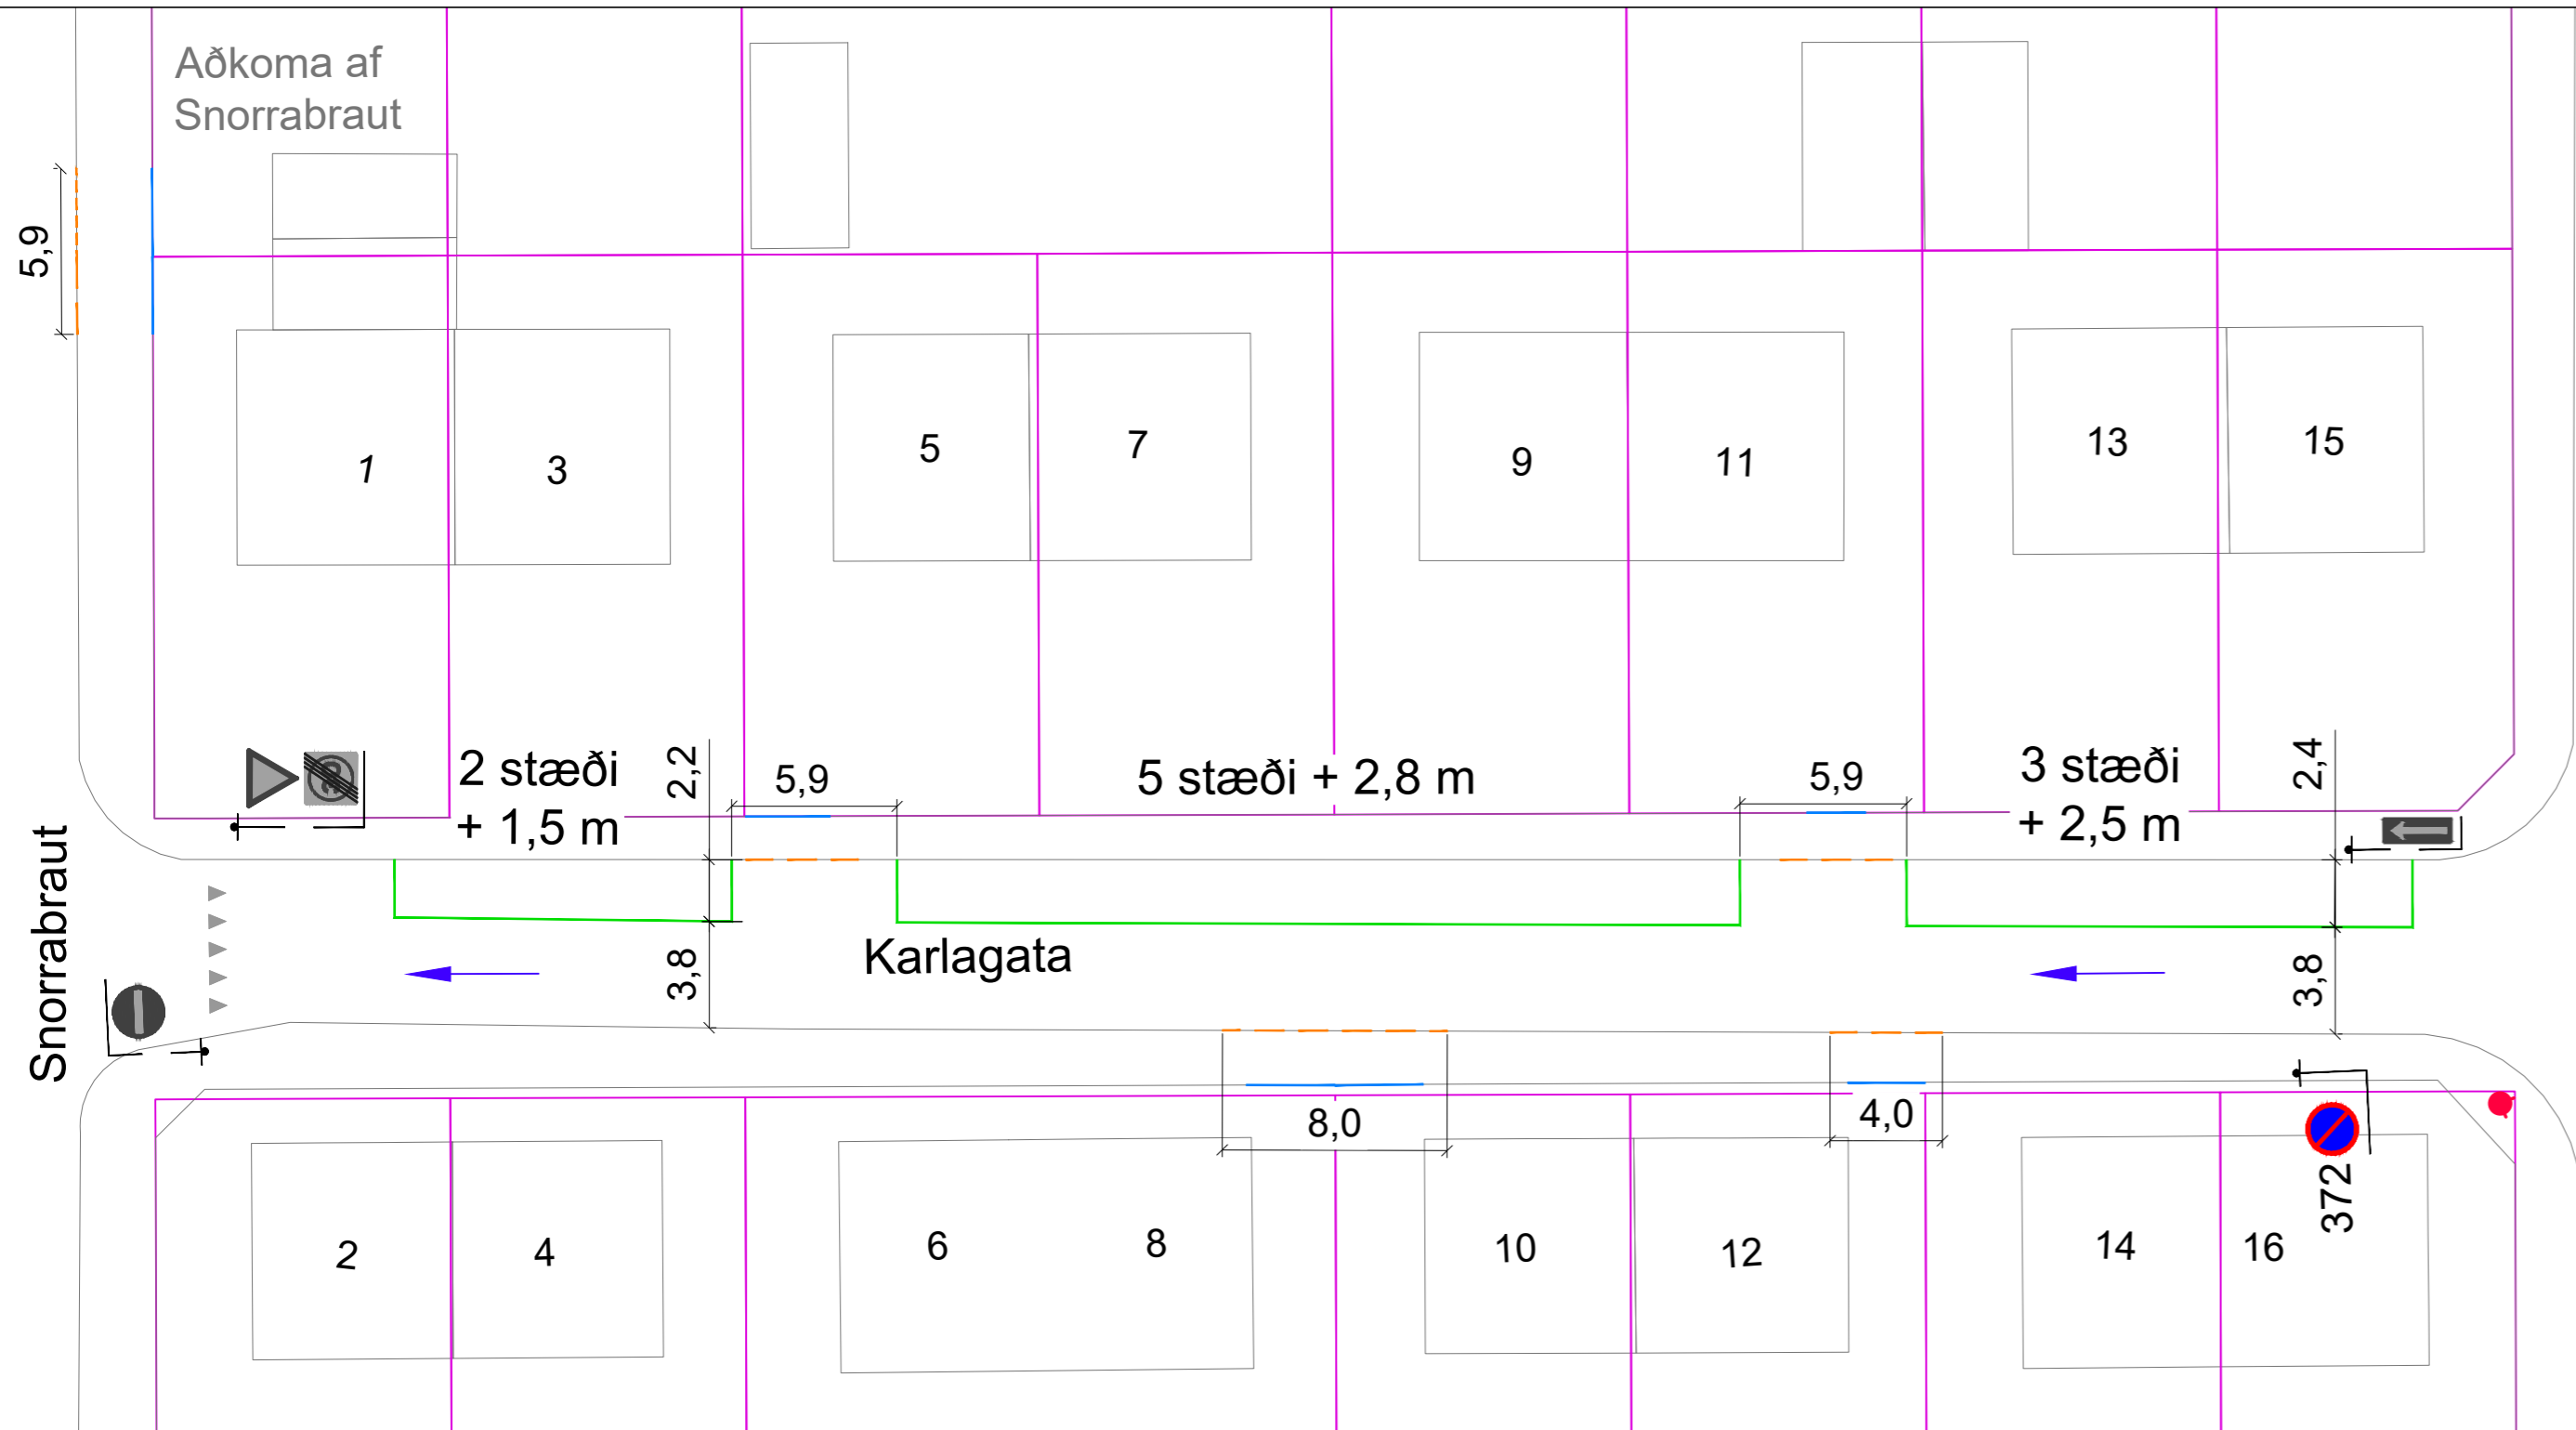 Aðkoma af
Snorrabraut
5,9
1
3
5
7
9
11
13
15
2 stæði
+ 1,5 m
2,2
5,9
5 stæði + 2,8 m
5,9
3 stæði
+ 2,5 m
2,4
Snorrabraut
Karlagata
3,8
3,8
8,0
4,0
372
2
4
6
8
10
12
14
16